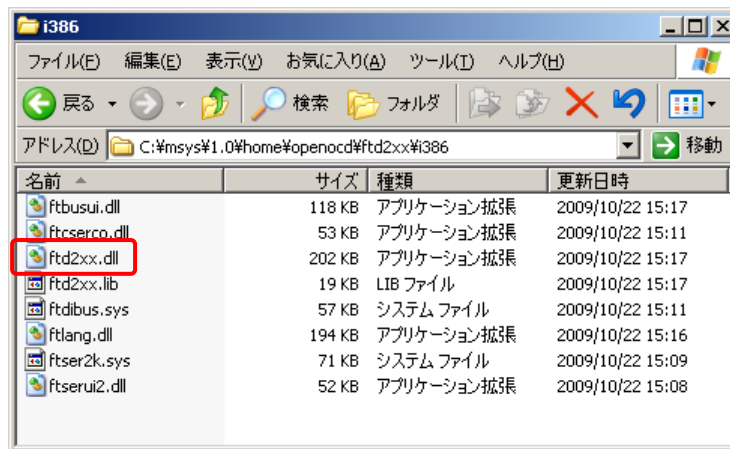 i386
ファイル(F) 編集(E) 表示(V) お気に入り(A) ツール(T) ヘルプ(H)
戻る 検索 フォルダ
アドレス(D) C:¥msys¥1.0¥home¥openocd¥ftd2xx¥i386 移動
名前 サイズ 種類 更新日時
ftbusui.dll 118 KB アプリケーション拡張 2009/10/22 15:17
ftcserco.dll 53 KB アプリケーション拡張 2009/10/22 15:11
ftd2xx.dll 202 KB アプリケーション拡張 2009/10/22 15:17
ftd2xx.lib 19 KB LIB ファイル 2009/10/22 15:17
ftdibus.sys 57 KB システム ファイル 2009/10/22 15:11
ftlang.dll 194 KB アプリケーション拡張 2009/10/22 15:16
ftser2k.sys 71 KB システム ファイル 2009/10/22 15:09
ftserui2.dll 52 KB アプリケーション拡張 2009/10/22 15:08